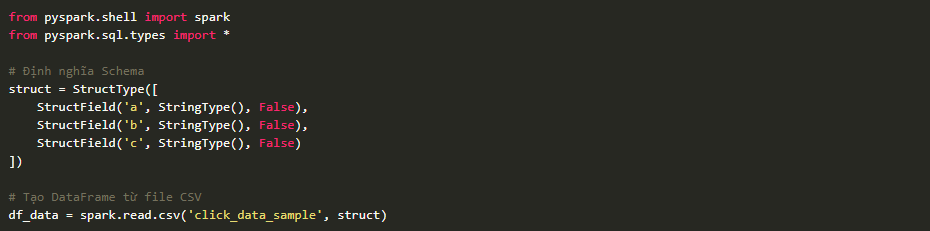 from pyspark.shell import spark
from pyspark.sql.types import *
# Định nghĩa Schema
struct = StructType([
    StructField('a', StringType(), False),
    StructField('b', StringType(), False),
    StructField('c', StringType(), False)
])
# Tạo DataFrame từ file CSV
df_data = spark.read.csv('click_data_sample', struct)